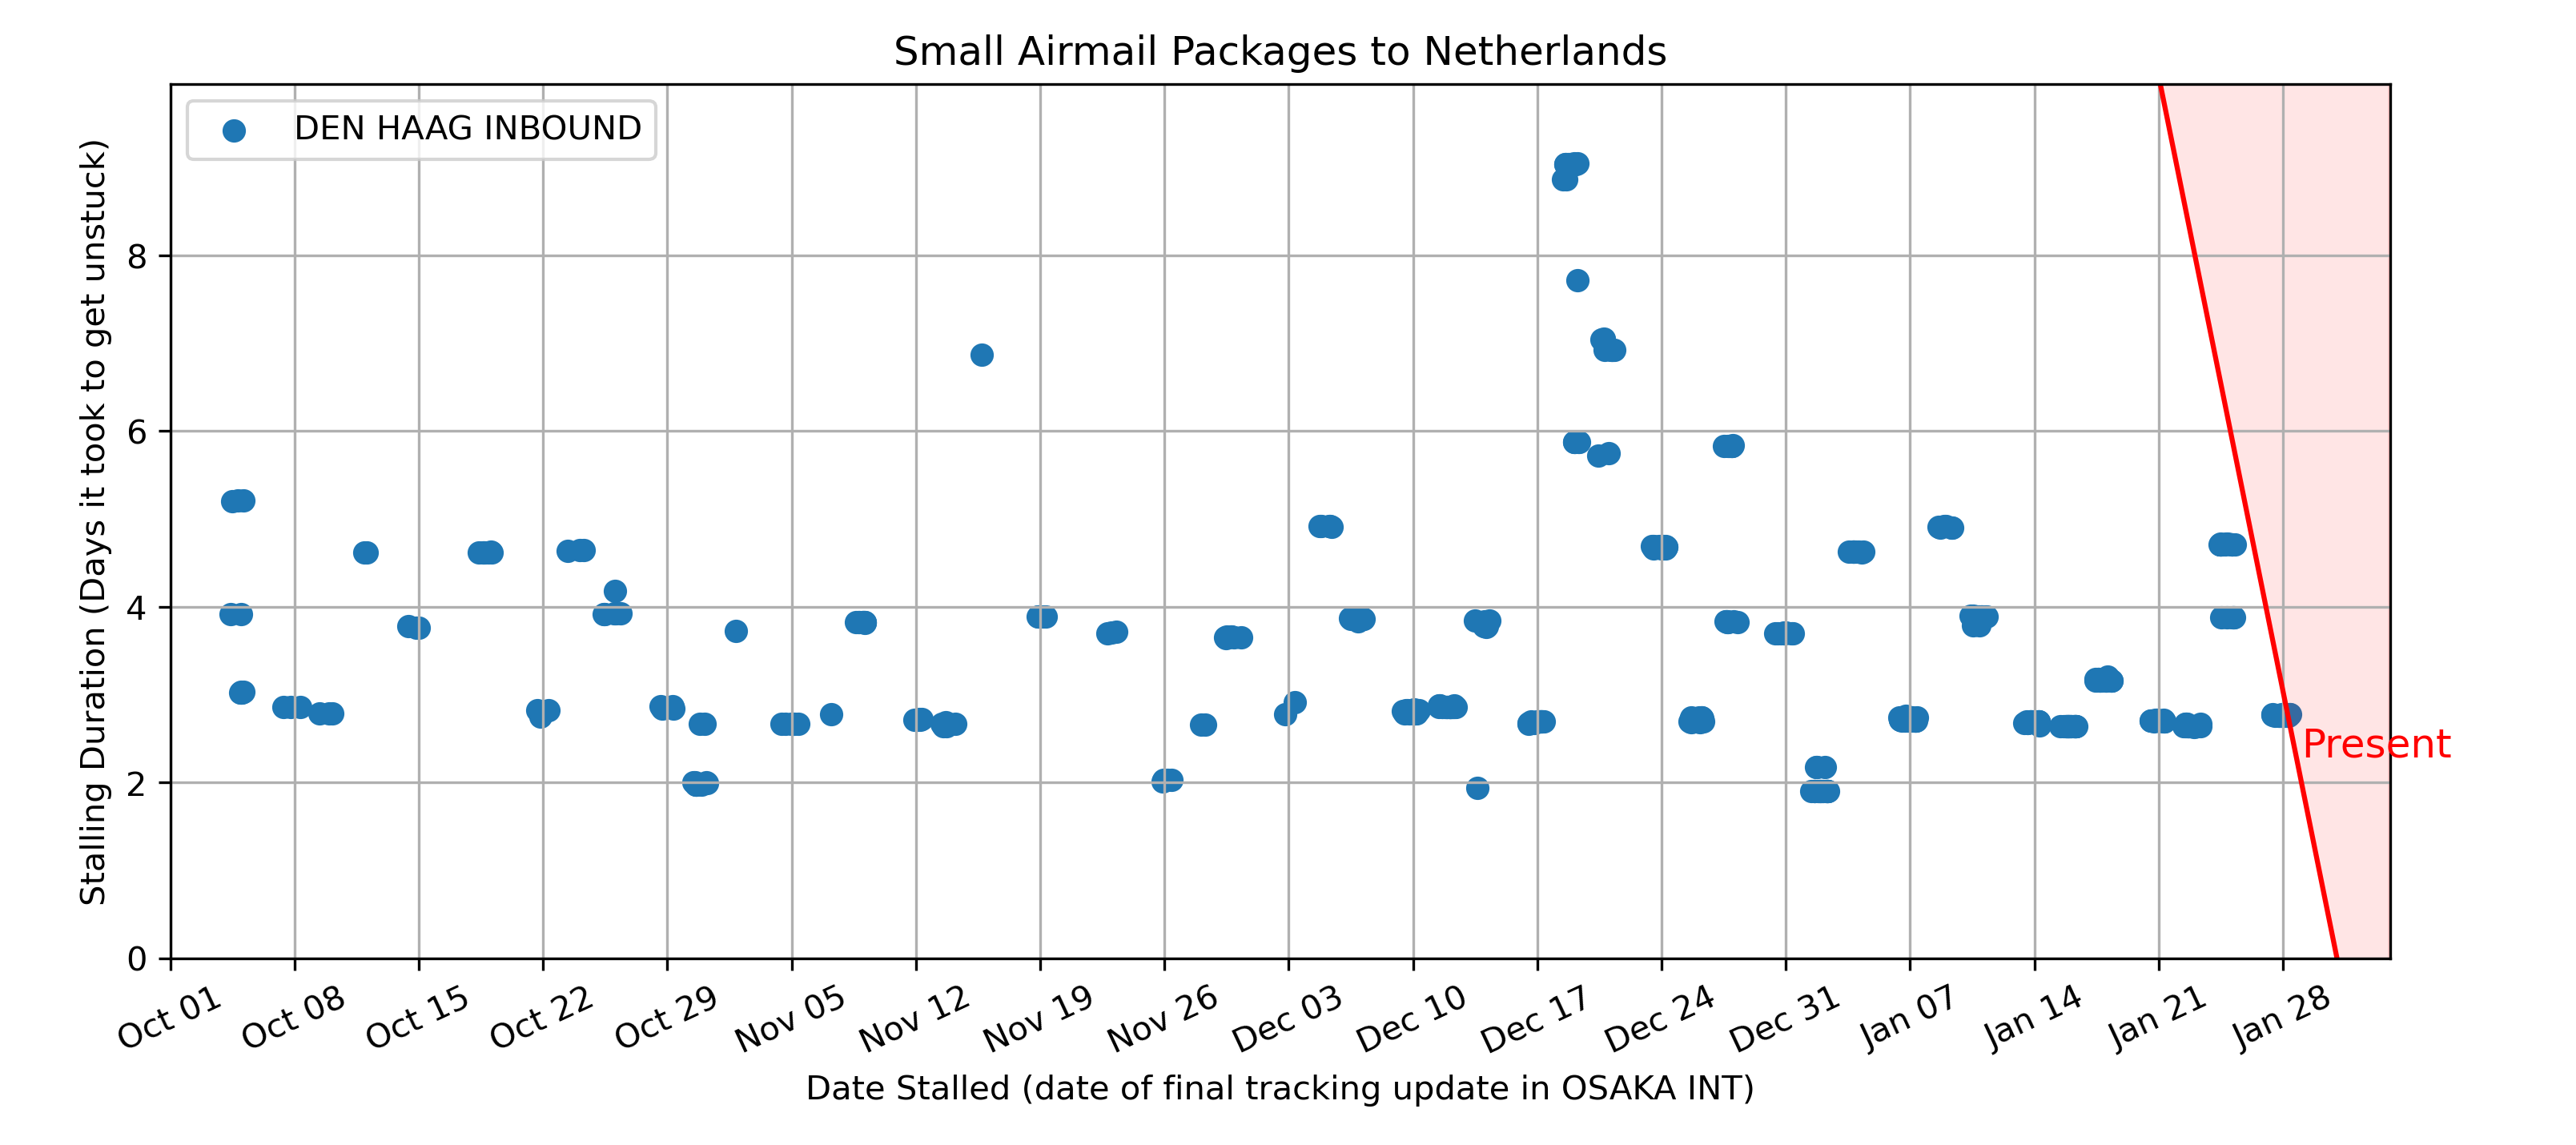 Small Airmail Packages to Netherlands
DEN HAAG INBOUND
Stalling Duration (Days it took to get unstuck)
8
6
4
2
0
Present
Oct 01
Oct 08
Oct 15
Oct 22
Oct 29
Nov 05
Nov 12
Nov 19
Nov 26
Dec 03
Dec 10
Dec 17
Dec 24
Dec 31
Jan 07
Jan 14
Jan 21
Jan 28
Date Stalled (date of final tracking update in OSAKA INT)